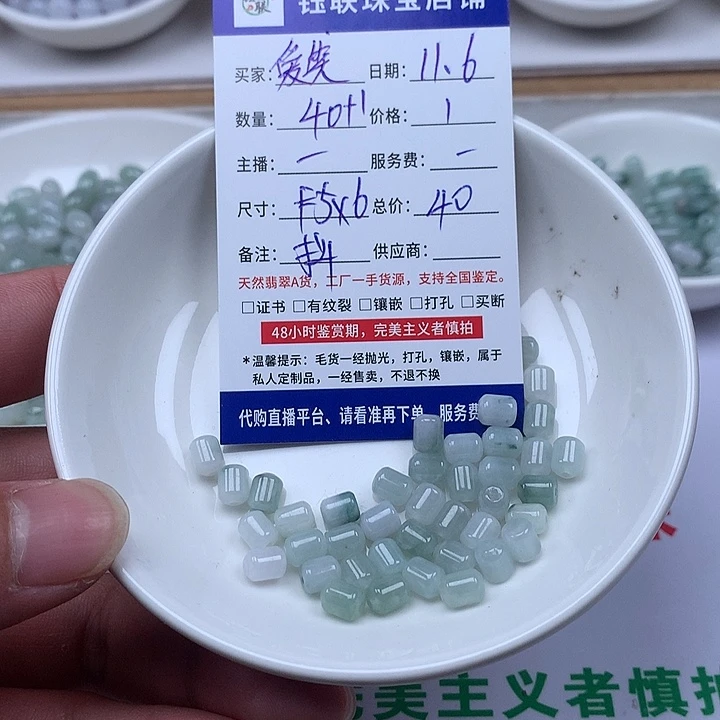 钰联珠宝店铺
买家: 日期: 11.6
数量: 40+1 价格: 1
主播: — 服务费: —
尺寸: F5x6 总价: 40
备注: 供应商:
天然翡翠A货,工厂一手货源,支持全国鉴定。
□证书 □有纹裂 □镶嵌 □打孔 □买断
48小时鉴赏期,完美主义者慎拍
*温馨提示:毛货一经抛光,打孔,镶嵌,属于
私人定制品,一经售卖,不退不换
代购直播平台、请看准再下单、服务费
完美主义者慎拍